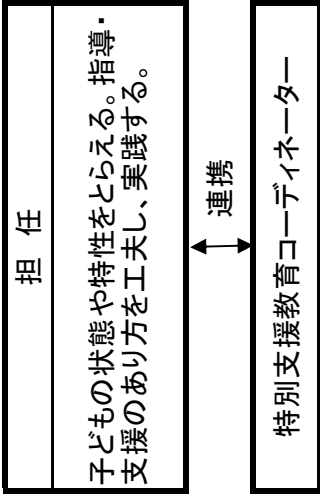 担 任
子どもの状態や特性をとらえる。指導・
支援のあり方を工夫し、実践する。
連携
特別支援教育コーディネーター